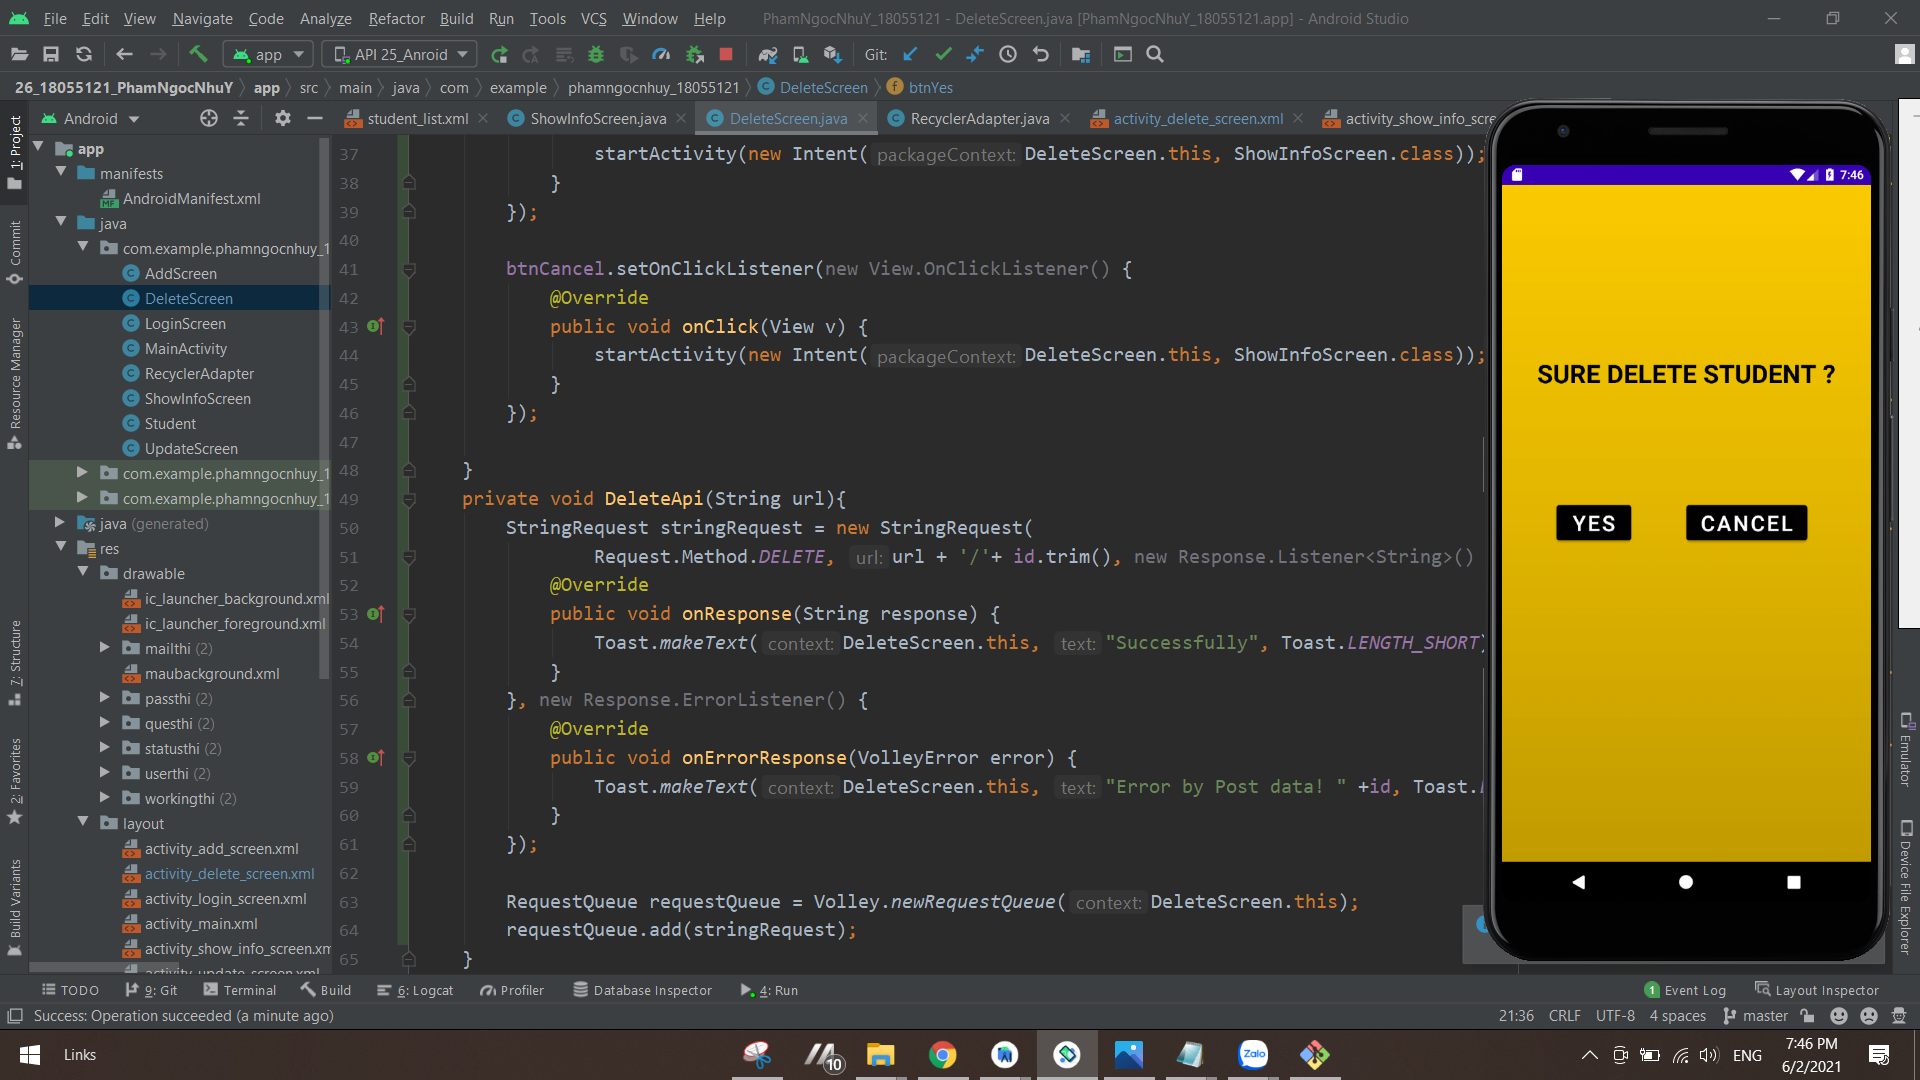 File Edit View Navigate Code Analyze Refactor Build Run Tools VCS Window Help PhamNgocNhuY_18055121 - DeleteScreen.java [PhamNgocNhuY_18055121.app] - Android Studio
app API 25_Anroid Git:
26_18055121_PhamNgocNhuY app src main java com example phamngocnhuy_18055121 DeleteScreen btnYes
Android student_list.xml ShowInfoScreen.java DeleteScreen.java RecyclerAdapter.java activity_delete_screen.xml activity_show_info_scre
1: Project
Commit
Resource Manager
7: Structure
2: Favorites
Build Variants
app
manifests
AndroidManifest.xml
java
com.example.phamngocnhuy_1
AddScreen
DeleteScreen
LoginScreen
MainActivity
RecyclerAdapter
ShowInfoScreen
Student
UpdateScreen
com.example.phamngocnhuy_1
com.example.phamngocnhuy_1
java (generated)
res
drawable
ic_launcher_background.xml
ic_launcher_foreground.xml
mailthi (2)
maubackground.xml
passthi (2)
questhi (2)
statusthi (2)
userthi (2)
workingthi (2)
layout
activity_add_screen.xml
activity_delete_screen.xml
activity_login_screen.xml
activity_main.xml
activity_show_info_screen.xm
activity_update_screen.xml
37 startActivity(new Intent( packageContext: DeleteScreen.this, ShowInfoScreen.class));
38 }
39 });
40
41 btnCancel.setOnClickListener(new View.OnClickListener() {
42 @Override
43 public void onClick(View v) {
44 startActivity(new Intent( packageContext: DeleteScreen.this, ShowInfoScreen.class));
45 }
46 });
47
48 }
49 private void DeleteApi(String url){
50 StringRequest stringRequest = new StringRequest(
51 Request.Method.DELETE, url: url + '/'+ id.trim(), new Response.Listener<String>()
52 @Override
53 public void onResponse(String response) {
54 Toast.makeText( context: DeleteScreen.this, text: "Successfully", Toast.LENGTH_SHORT)
55 }
56 }, new Response.ErrorListener() {
57 @Override
58 public void onErrorResponse(VolleyError error) {
59 Toast.makeText( context: DeleteScreen.this, text: "Error by Post data! " +id, Toast.
60 }
61 });
62
63 RequestQueue requestQueue = Volley.newRequestQueue( context: DeleteScreen.this);
64 requestQueue.add(stringRequest);
65 }
7:46
SURE DELETE STUDENT ?
YES CANCEL
Emulator
Device File Explorer
TODO 9: Git Terminal Build 6: Logcat Profiler Database Inspector 4: Run 1 Event Log Layout Inspector
Success: Operation succeeded (a minute ago) 21:36 CRLF UTF-8 4 spaces master
Links 10 Zalo ENG 7:46 PM
6/2/2021